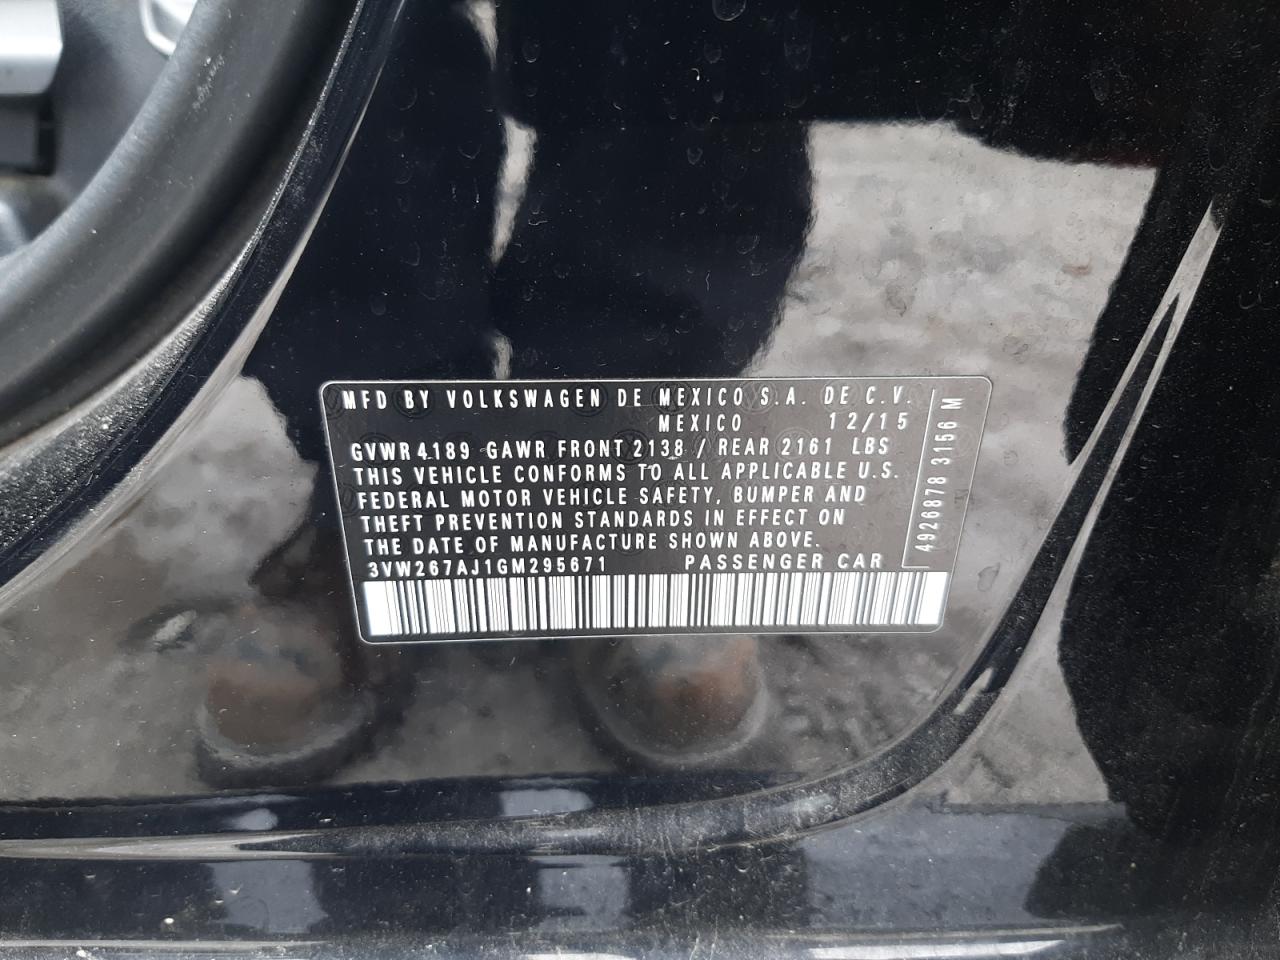 MFD BY VOLKSWAGEN DE MEXICO S.A. DE C.V.
MEXICO 12/15
GVWR 4189 GAWR FRONT 2138 / REAR 2161 LBS
THIS VEHICLE CONFORMS TO ALL APPLICABLE U.S.
FEDERAL MOTOR VEHICLE SAFETY, BUMPER AND
THEFT PREVENTION STANDARDS IN EFFECT ON
THE DATE OF MANUFACTURE SHOWN ABOVE.
3VW267AJ1GM295671 PASSENGER CAR
4926878 3156 M